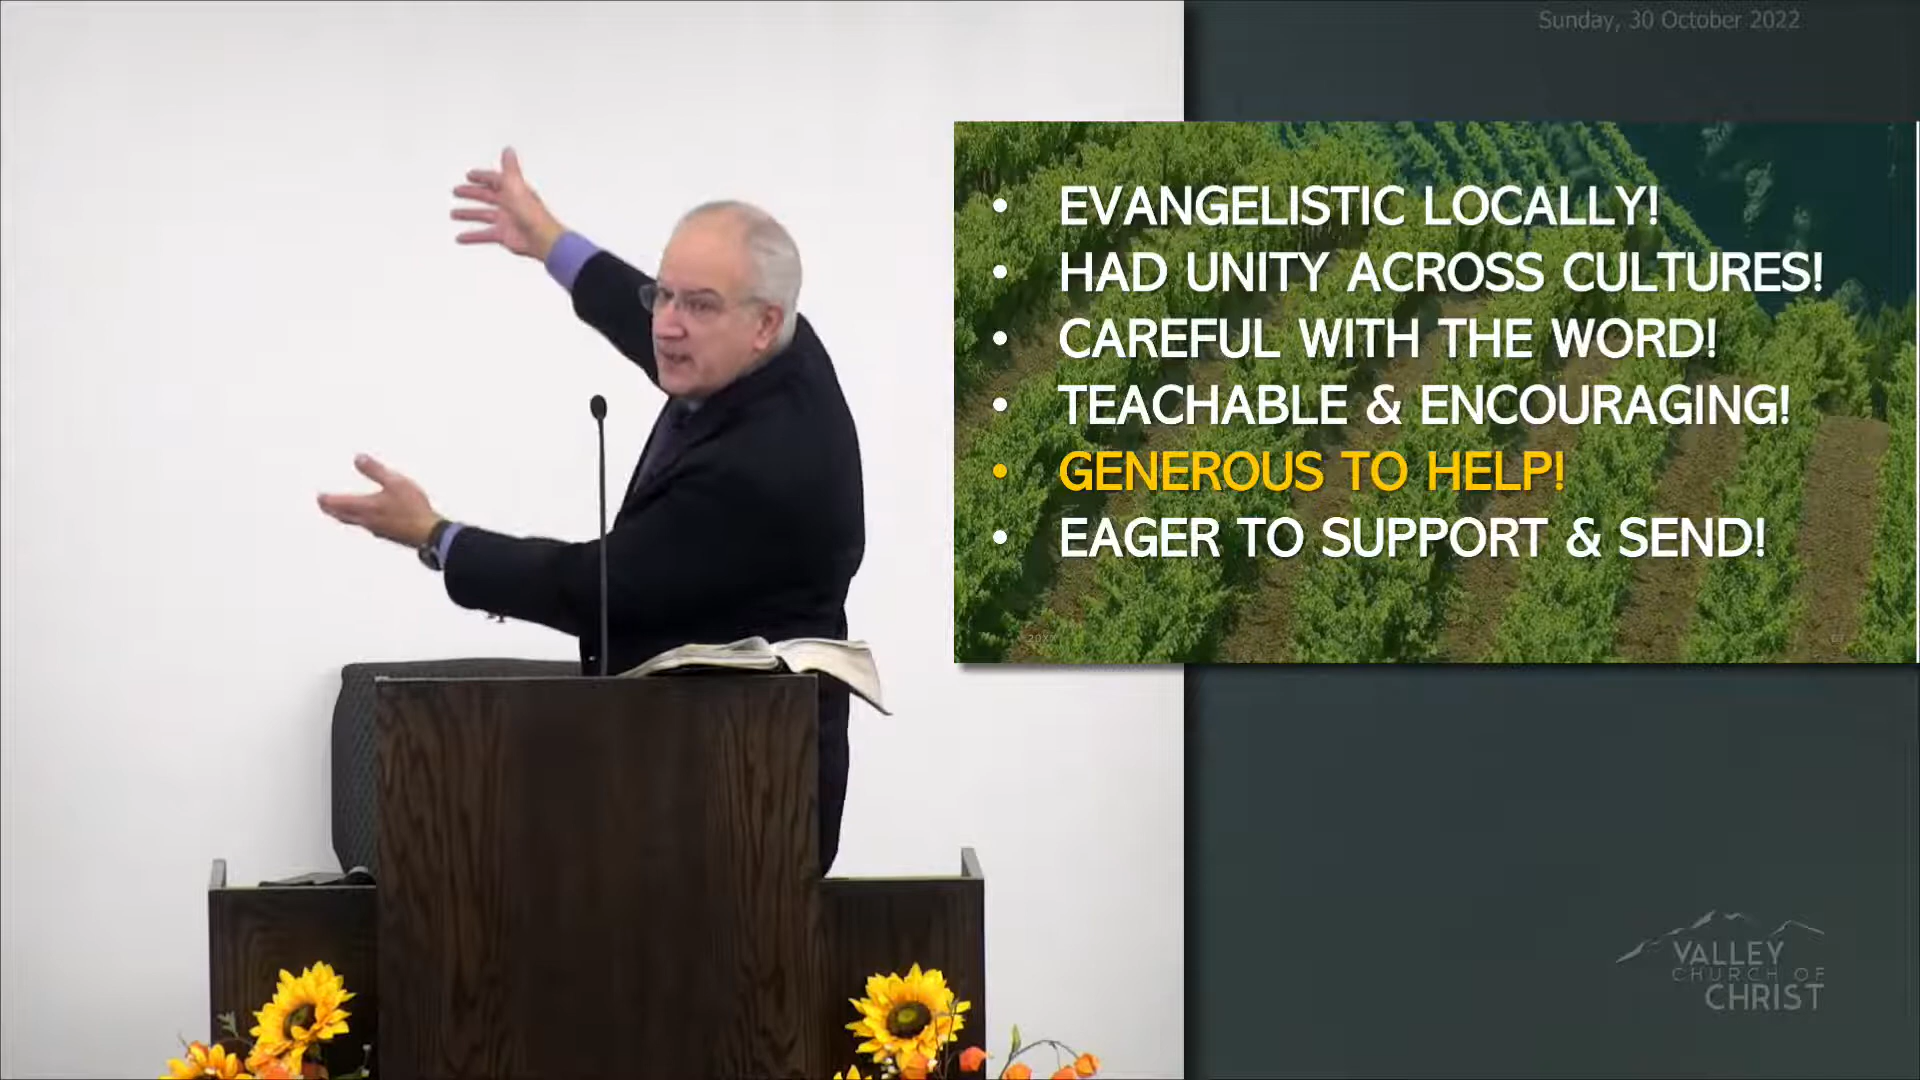 Sunday, 30 October 2022
• EVANGELISTIC LOCALLY!
• HAD UNITY ACROSS CULTURES!
• CAREFUL WITH THE WORD!
• TEACHABLE & ENCOURAGING!
• GENEROUS TO HELP!
• EAGER TO SUPPORT & SEND!
VALLEY
CHURCH OF
CHRIST